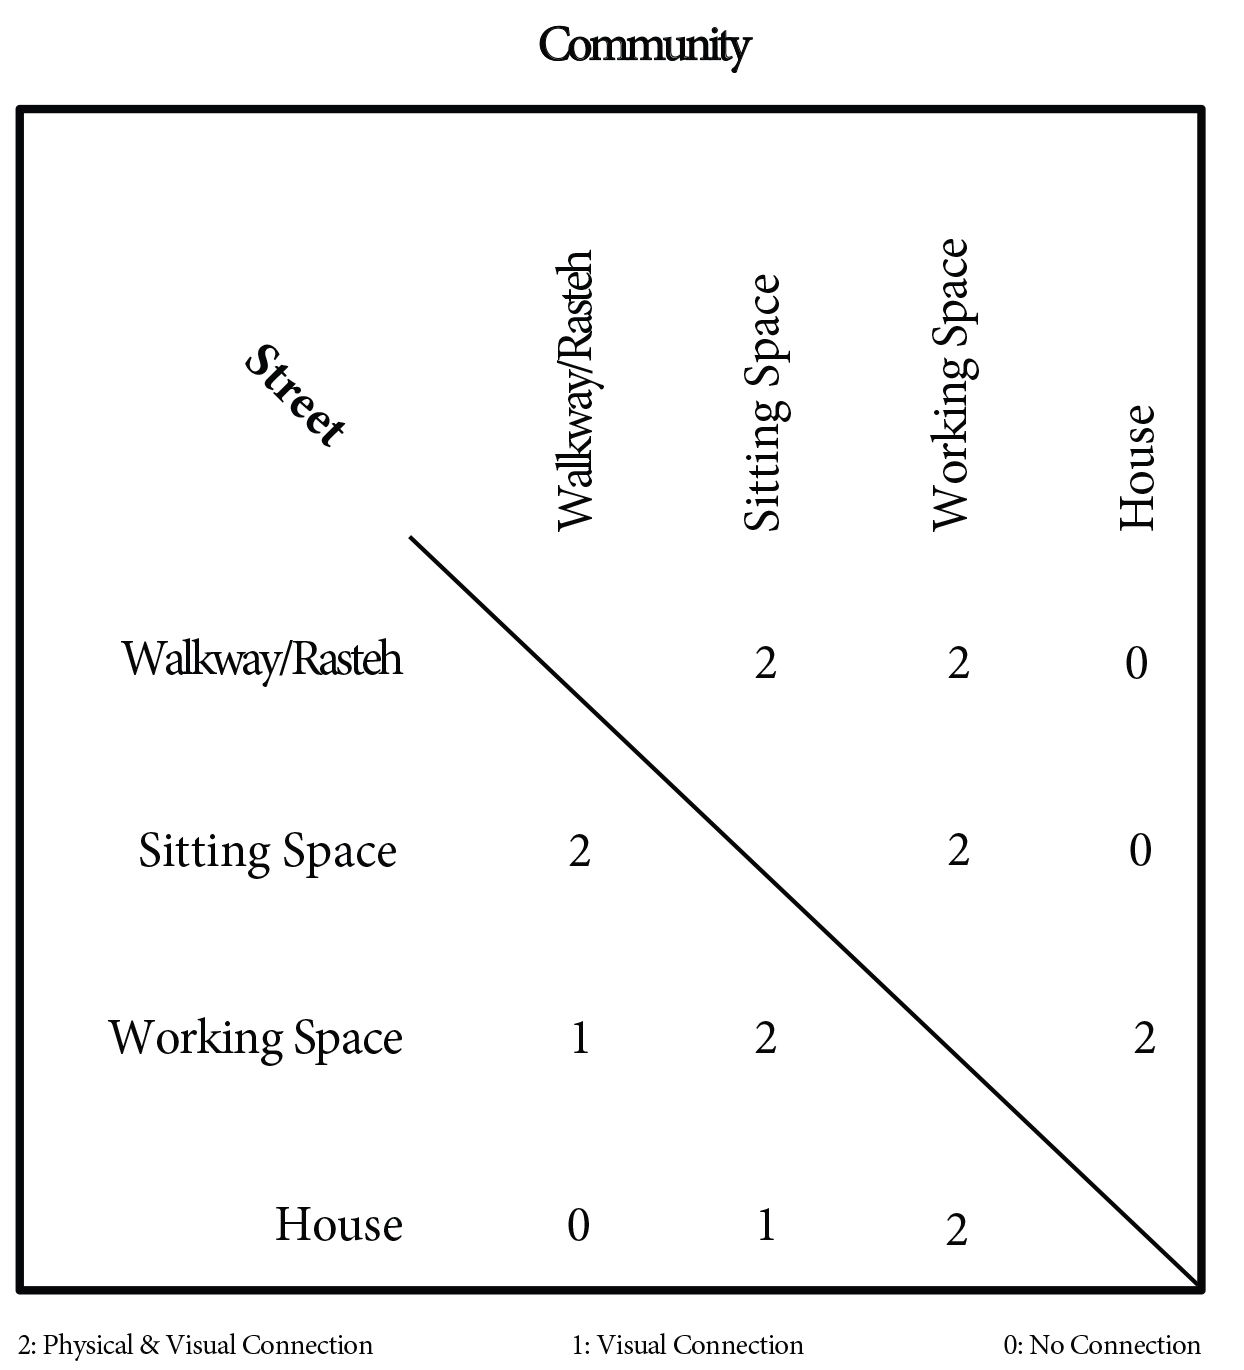 Community
Street
Walkway/Rasteh
Sitting Space
Working Space
House
Walkway/Rasteh 2 2 0
Sitting Space 2 2 0
Working Space 1 2 2
House 0 1 2
2: Physical & Visual Connection 1: Visual Connection 0: No Connection